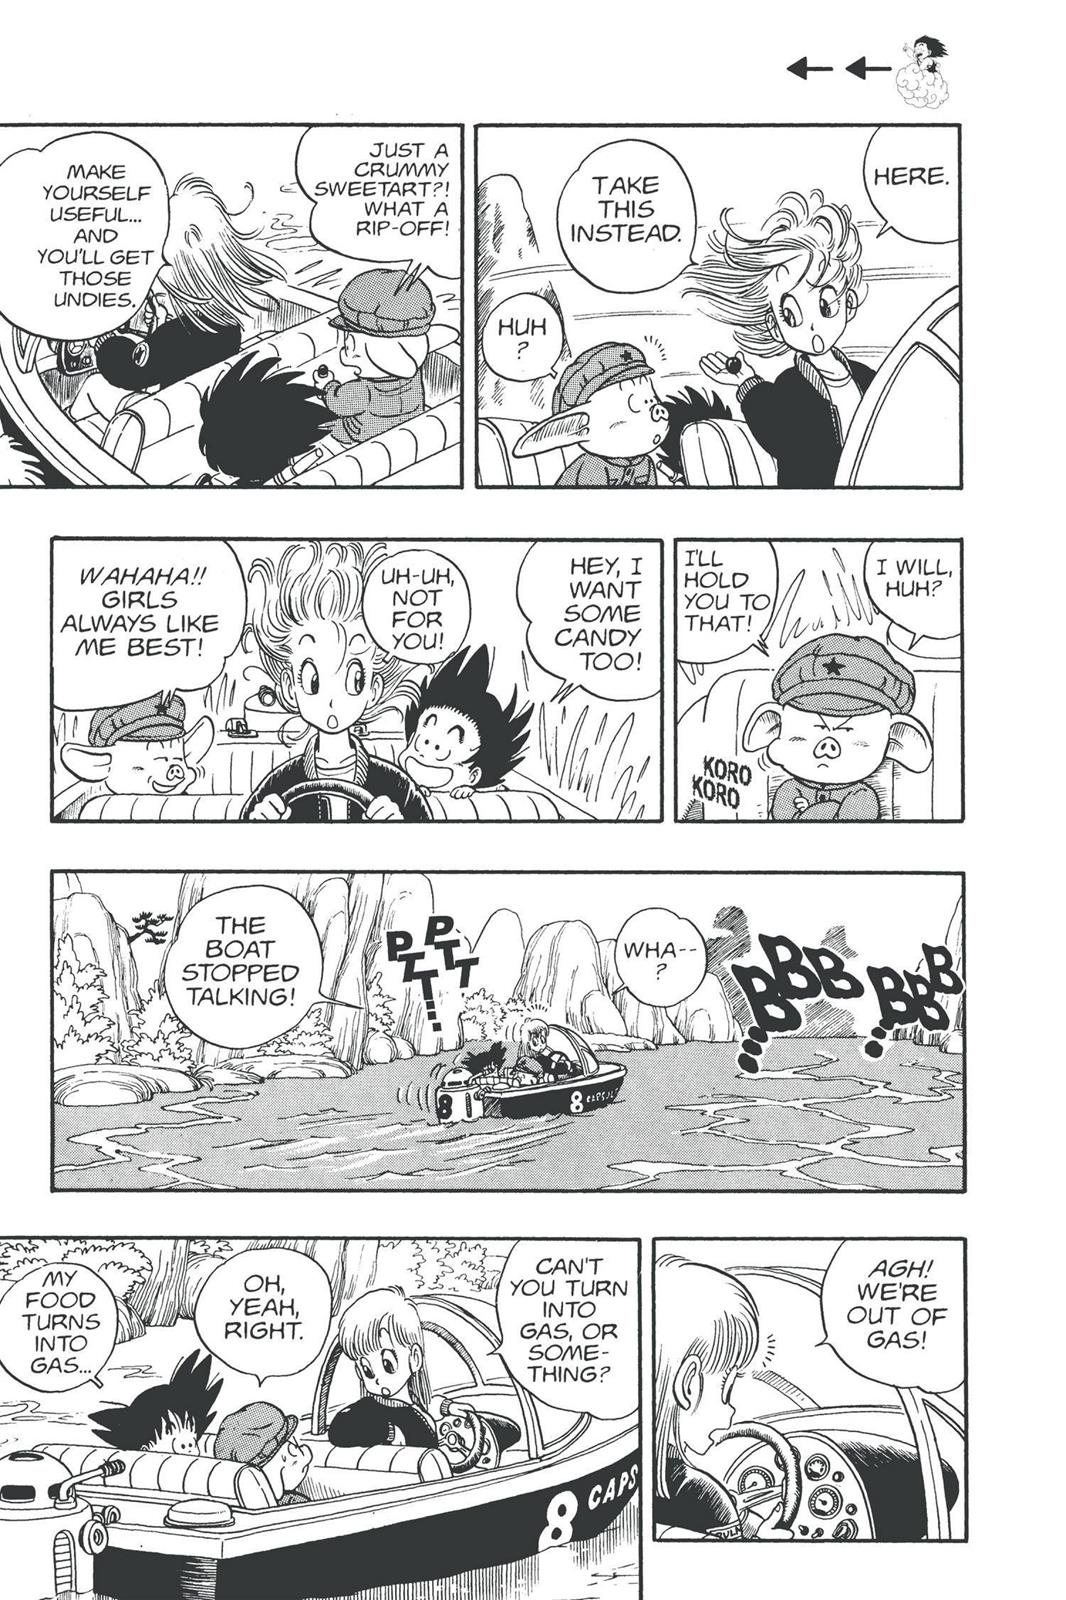 HERE.
TAKE
THIS
INSTEAD.
HUH
?
JUST A
CRUMMY
SWEETART?!
WHAT A
RIP-OFF!
MAKE
YOURSELF
USEFUL...
AND
YOU'LL GET
THOSE
UNDIES.
I WILL,
HUH?
I'LL
HOLD
YOU TO
THAT!
KORO
KORO
HEY, I
WANT
SOME
CANDY
TOO!
UH-UH,
NOT
FOR
YOU!
WAHAHA!!
GIRLS
ALWAYS LIKE
ME BEST!
BBB
BBB
WHA--
?
PTT
PTT...
THE
BOAT
STOPPED
TALKING!
8
8 CAPSUL
AGH!
WE'RE
OUT OF
GAS!
CAN'T
YOU TURN
INTO
GAS, OR
SOME-
THING?
OH,
YEAH,
RIGHT.
MY
FOOD
TURNS
INTO
GAS...
8 CAPS